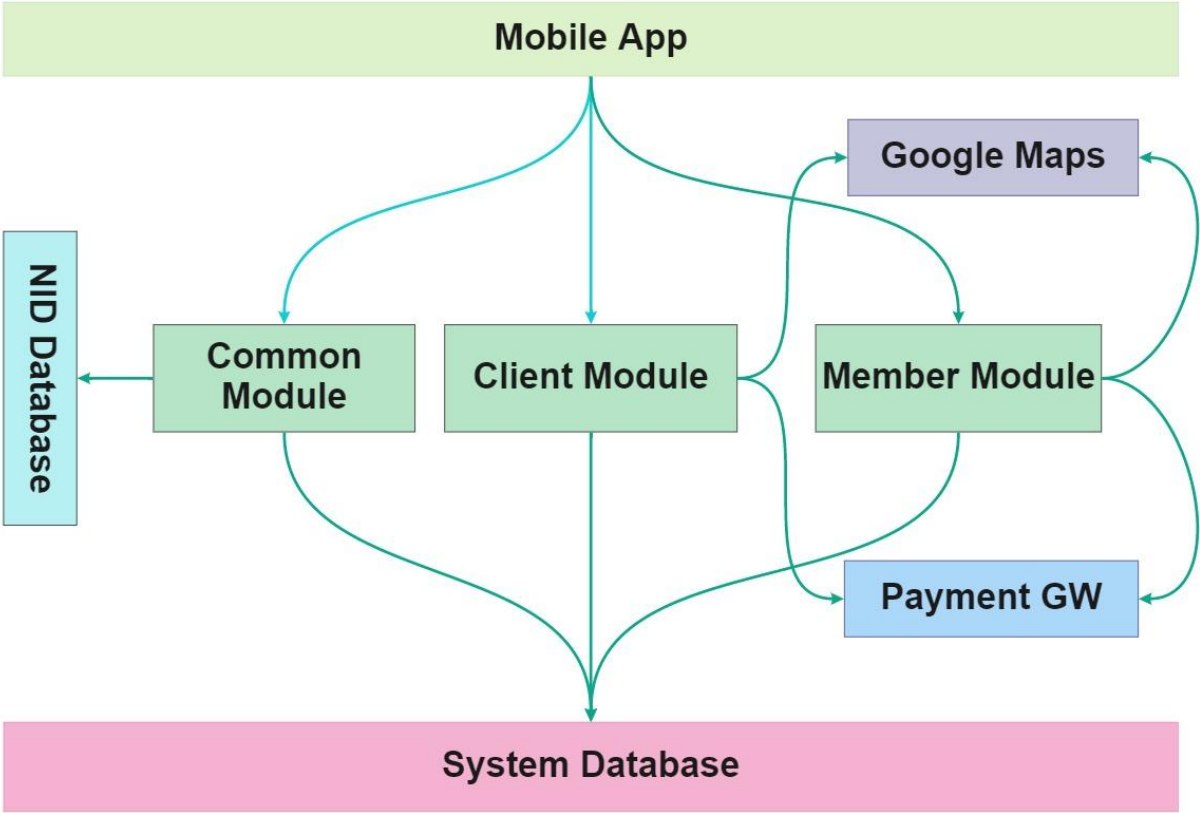 Mobile App
Google Maps
NID Database
Common
Module
Client Module
Member Module
Payment GW
System Database